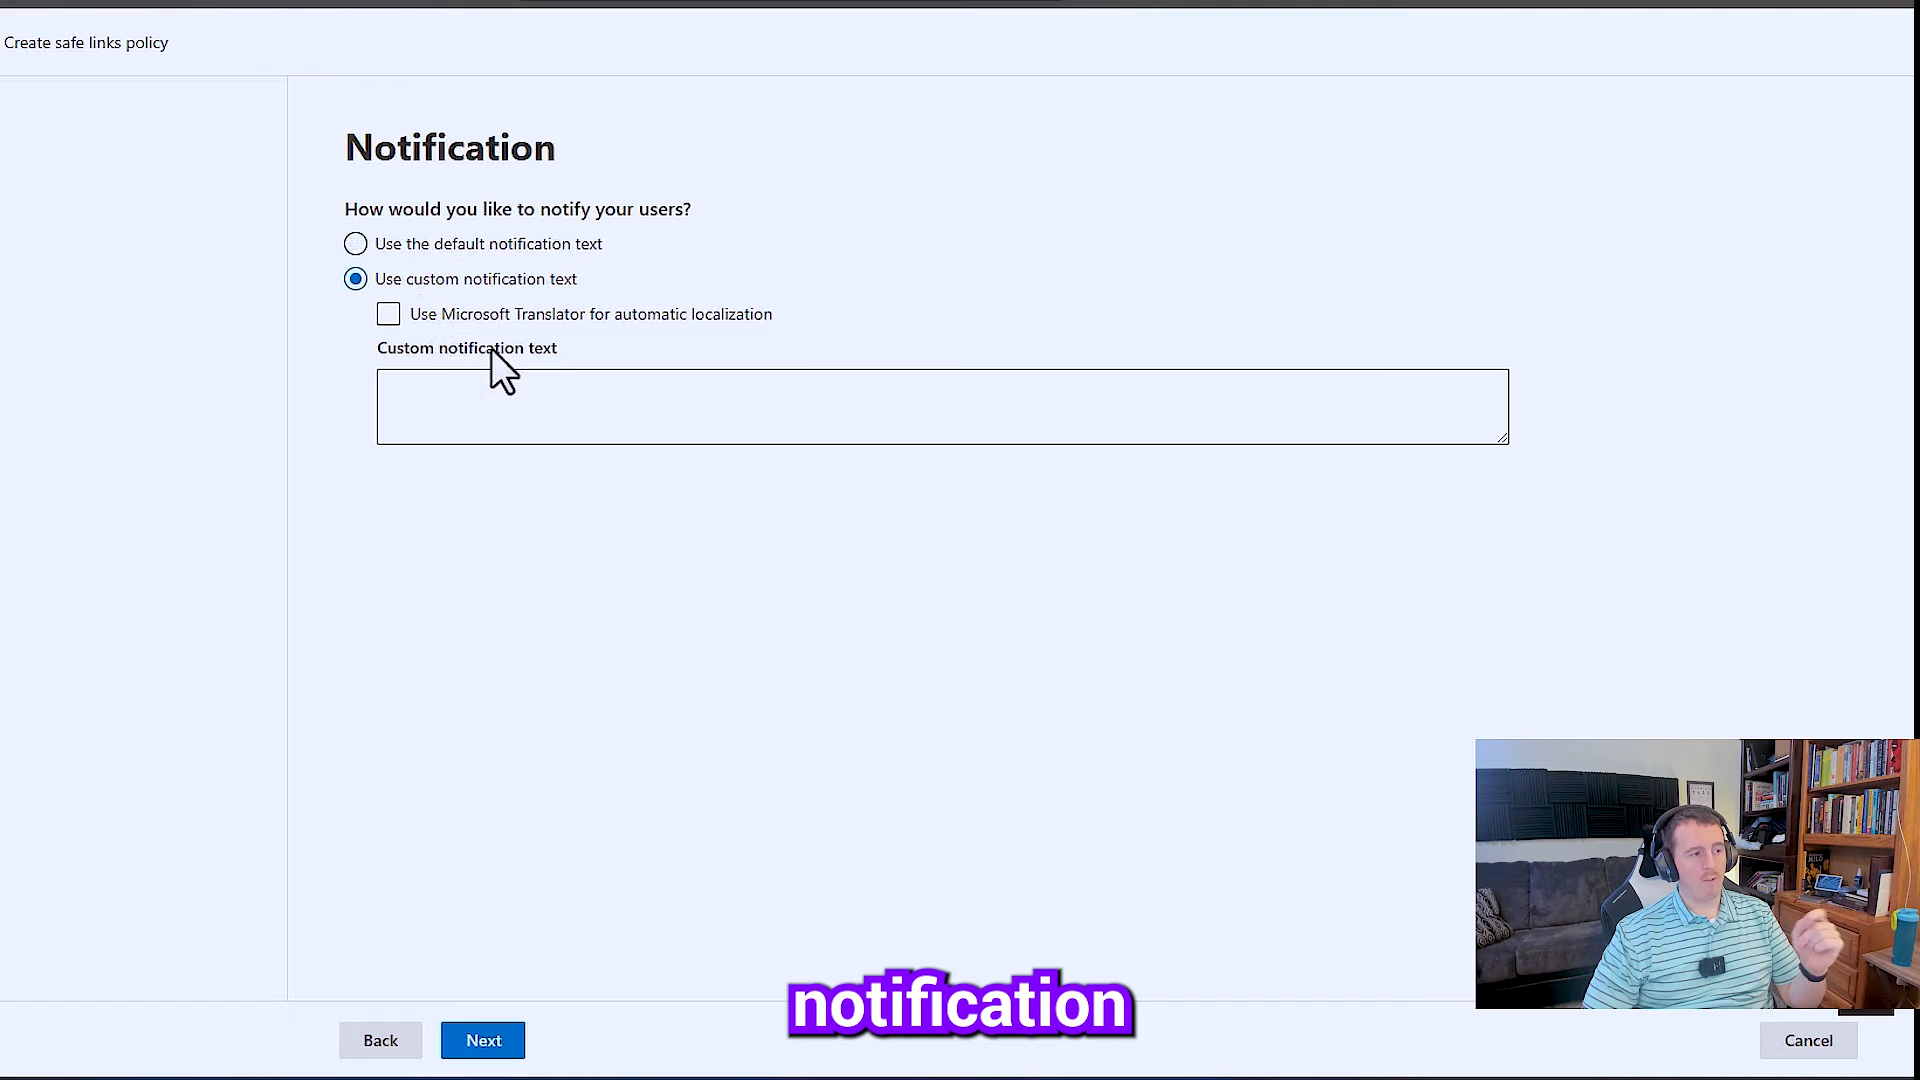 Create safe links policy
Notification
How would you like to notify your users?
Use the default notification text
Use custom notification text
Use Microsoft Translator for automatic localization
Custom notification text
notification
Back
Next
Cancel